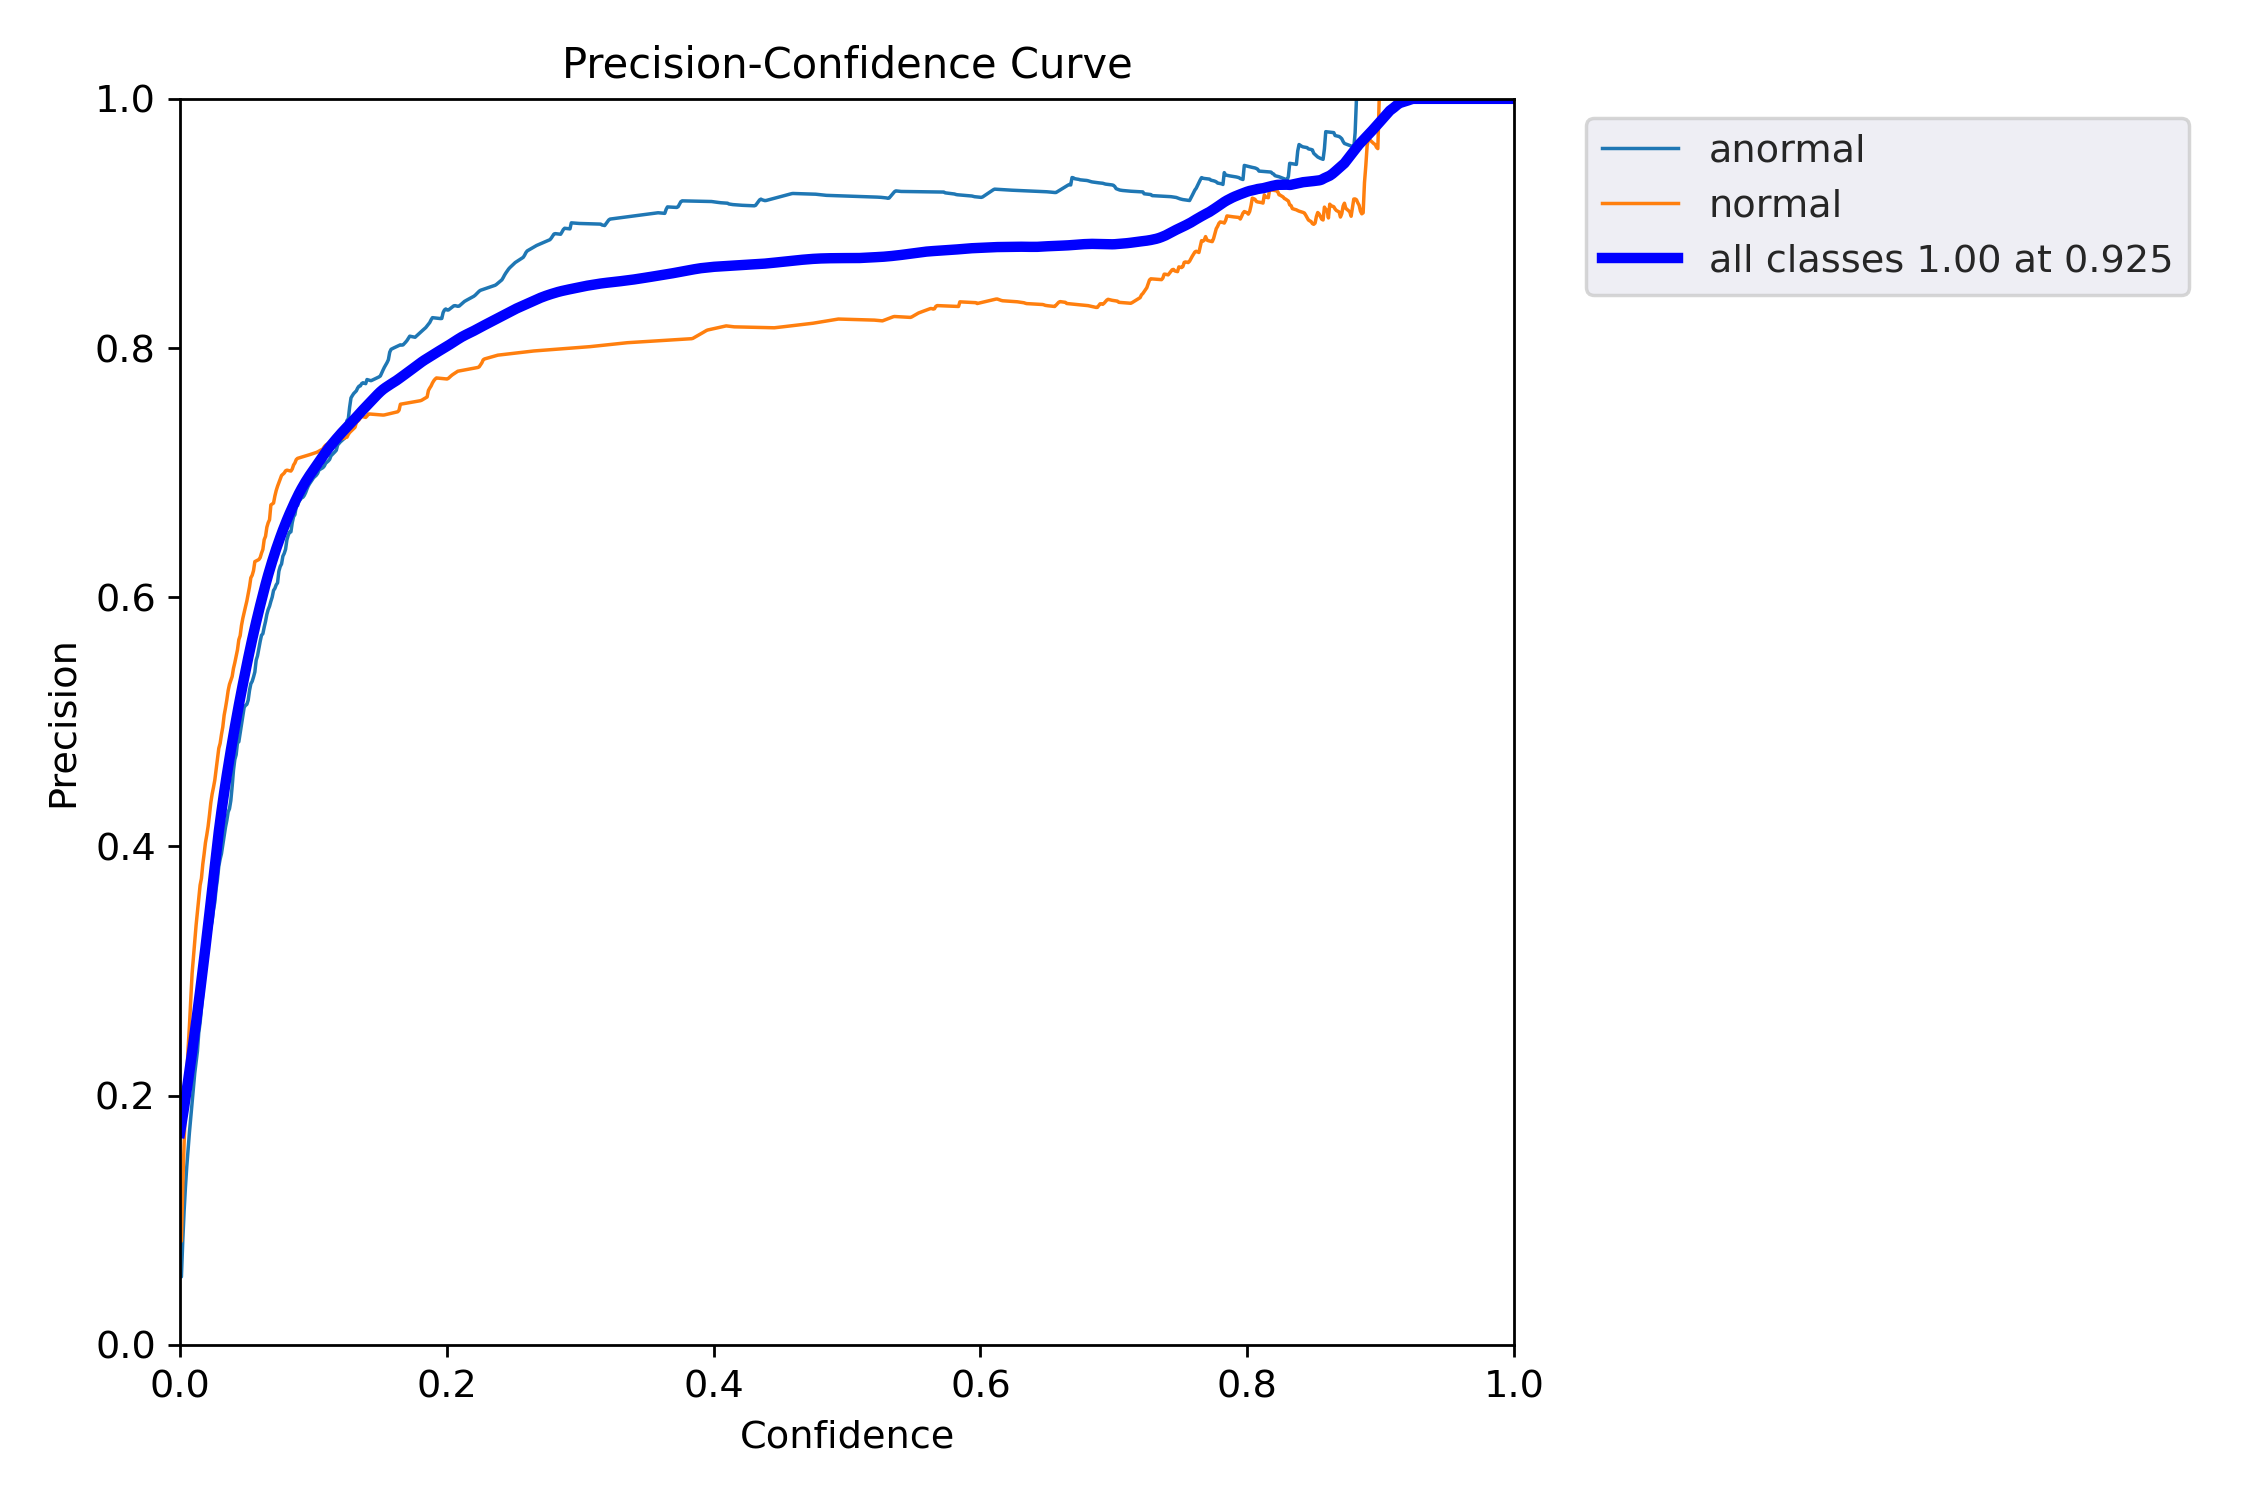 Precision-Confidence Curve
1.0
0.8
0.6
0.4
0.2
0.0
Precision
0.0 0.2 0.4 0.6 0.8 1.0
Confidence
anormal
normal
all classes 1.00 at 0.925